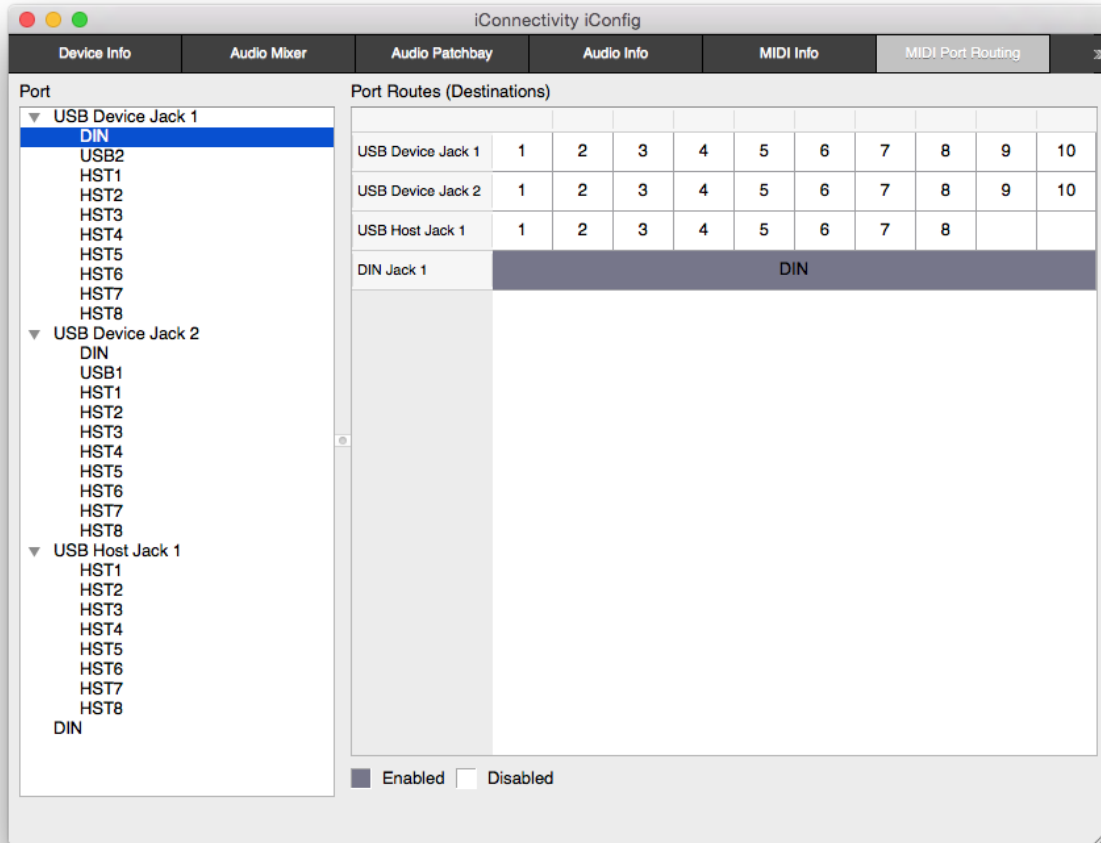 iConnectivity iConfig
Device Info Audio Mixer Audio Patchbay Audio Info MIDI Info MIDI Port Routing »
Port
USB Device Jack 1
DIN
USB2
HST1
HST2
HST3
HST4
HST5
HST6
HST7
HST8
USB Device Jack 2
DIN
USB1
HST1
HST2
HST3
HST4
HST5
HST6
HST7
HST8
USB Host Jack 1
HST1
HST2
HST3
HST4
HST5
HST6
HST7
HST8
DIN
Port Routes (Destinations)
USB Device Jack 1 1 2 3 4 5 6 7 8 9 10
USB Device Jack 2 1 2 3 4 5 6 7 8 9 10
USB Host Jack 1 1 2 3 4 5 6 7 8
DIN Jack 1 DIN
Enabled Disabled